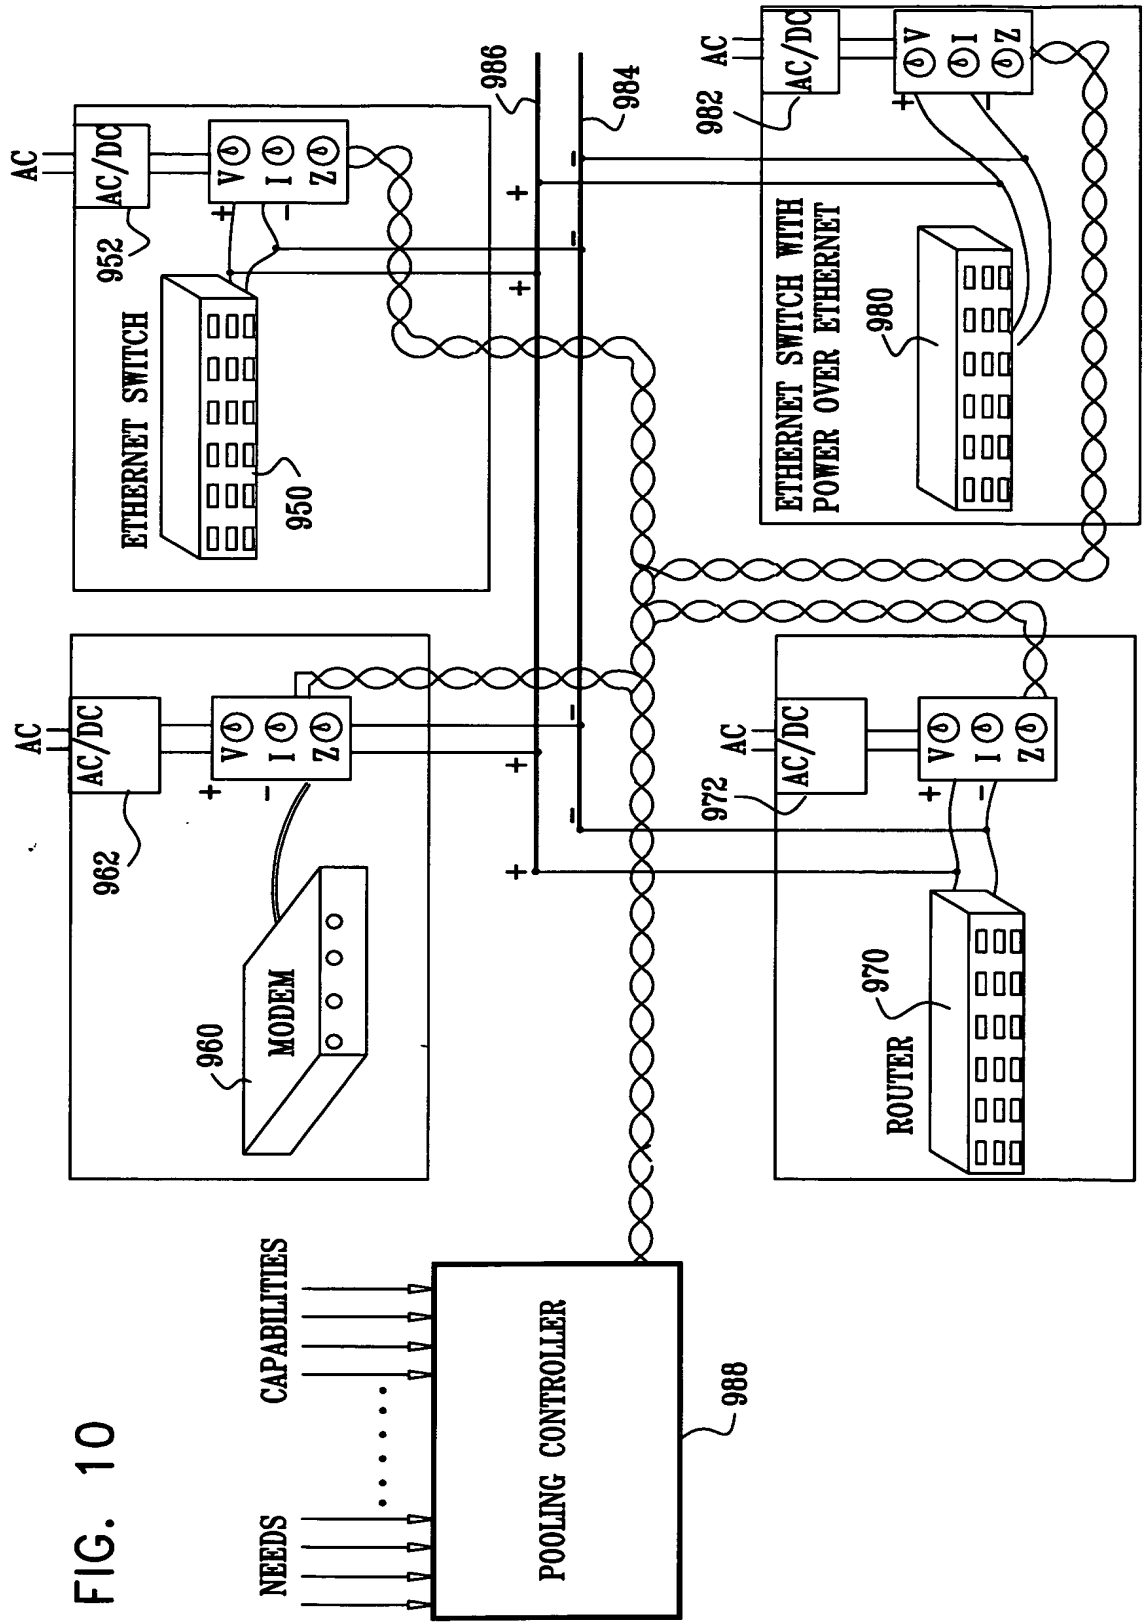 FIG. 10
NEEDS
CAPABILITIES
POOLING CONTROLLER
988
960
MODEM
962
AC
AC/DC
V
I
Z
+
-
+
-
ETHERNET SWITCH
950
952
AC
AC/DC
V
I
Z
+
-
+
-
986
984
+
-
+
-
ROUTER
970
972
AC
AC/DC
V
I
Z
+
-
ETHERNET SWITCH WITH
POWER OVER ETHERNET
980
982
AC
AC/DC
V
I
Z
+
-